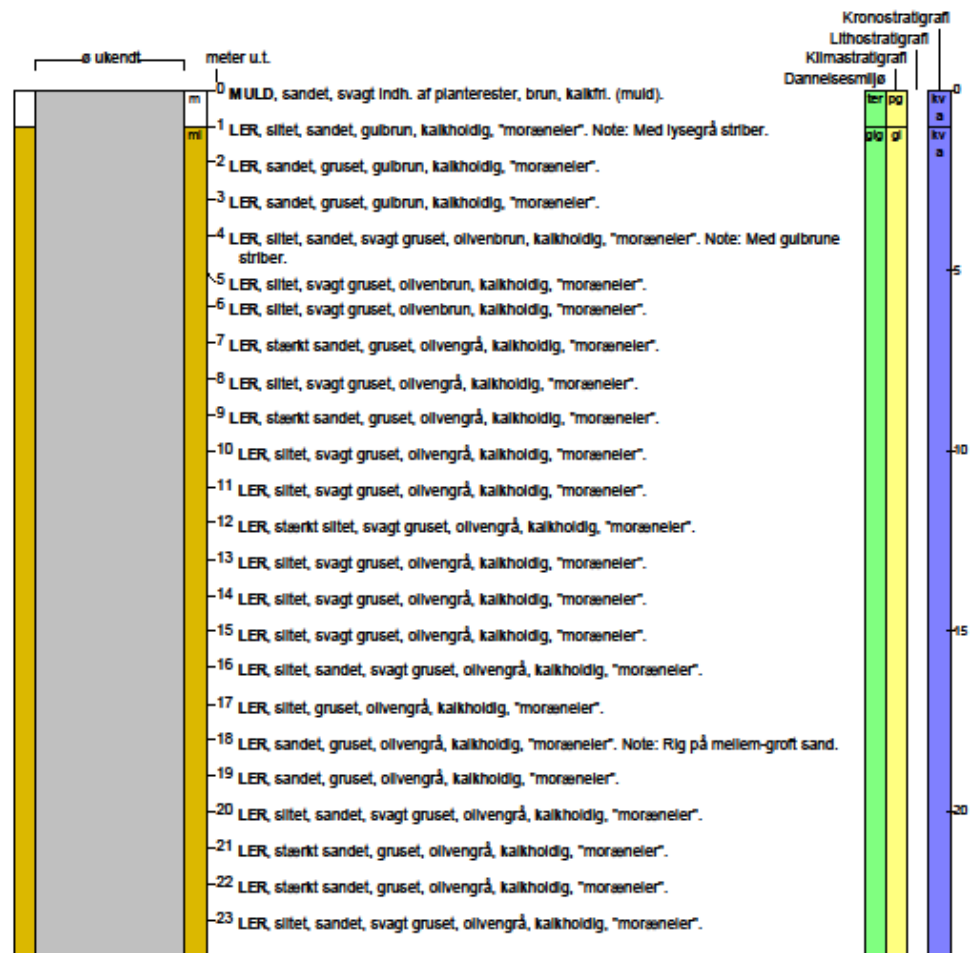 Kronostratigrafi
Lithostratigrafi
Klimastratigrafi
Dannelsesmiljø
ø ukendt
meter u.t.
0 MULD, sandet, svagt indh. af planterester, brun, kalkfri. (muld).
1 LER, siltet, sandet, gulbrun, kalkholdig, "moræneler". Note: Med lysegrå striber.
2 LER, sandet, gruset, gulbrun, kalkholdig, "moræneler".
3 LER, sandet, gruset, gulbrun, kalkholdig, "moræneler".
4 LER, siltet, sandet, svagt gruset, olivenbrun, kalkholdig, "moræneler". Note: Med gulbrune
striber.
5 LER, siltet, svagt gruset, olivenbrun, kalkholdig, "moræneler".
6 LER, siltet, svagt gruset, olivenbrun, kalkholdig, "moræneler".
7 LER, stærkt sandet, gruset, olivengrå, kalkholdig, "moræneler".
8 LER, siltet, svagt gruset, olivengrå, kalkholdig, "moræneler".
9 LER, stærkt sandet, gruset, olivengrå, kalkholdig, "moræneler".
10 LER, siltet, svagt gruset, olivengrå, kalkholdig, "moræneler".
11 LER, siltet, svagt gruset, olivengrå, kalkholdig, "moræneler".
12 LER, stærkt siltet, svagt gruset, olivengrå, kalkholdig, "moræneler".
13 LER, siltet, svagt gruset, olivengrå, kalkholdig, "moræneler".
14 LER, siltet, svagt gruset, olivengrå, kalkholdig, "moræneler".
15 LER, siltet, svagt gruset, olivengrå, kalkholdig, "moræneler".
16 LER, siltet, sandet, svagt gruset, olivengrå, kalkholdig, "moræneler".
17 LER, siltet, gruset, olivengrå, kalkholdig, "moræneler".
18 LER, sandet, gruset, olivengrå, kalkholdig, "moræneler". Note: Rig på mellem-groft sand.
19 LER, sandet, gruset, olivengrå, kalkholdig, "moræneler".
20 LER, siltet, sandet, svagt gruset, olivengrå, kalkholdig, "moræneler".
21 LER, stærkt sandet, gruset, olivengrå, kalkholdig, "moræneler".
22 LER, stærkt sandet, gruset, olivengrå, kalkholdig, "moræneler".
23 LER, siltet, sandet, svagt gruset, olivengrå, kalkholdig, "moræneler".
m
ml
ter pg
kv
a
glg gl
kv
a
0
5
10
15
20